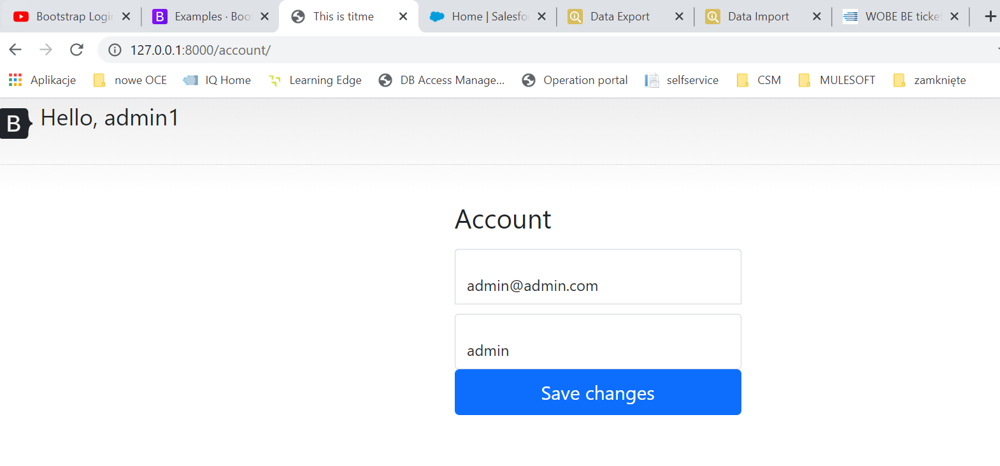 Bootstrap Login Examples · Boo This is titme Home | Salesfo Data Export Data Import WOBE BE ticke
127.0.0.1:8000/account/
Aplikacje nowe OCE IQ Home Learning Edge DB Access Manage... Operation portal selfservice CSM MULESOFT zamknięte
B Hello, admin1
Account
admin@admin.com
admin
Save changes